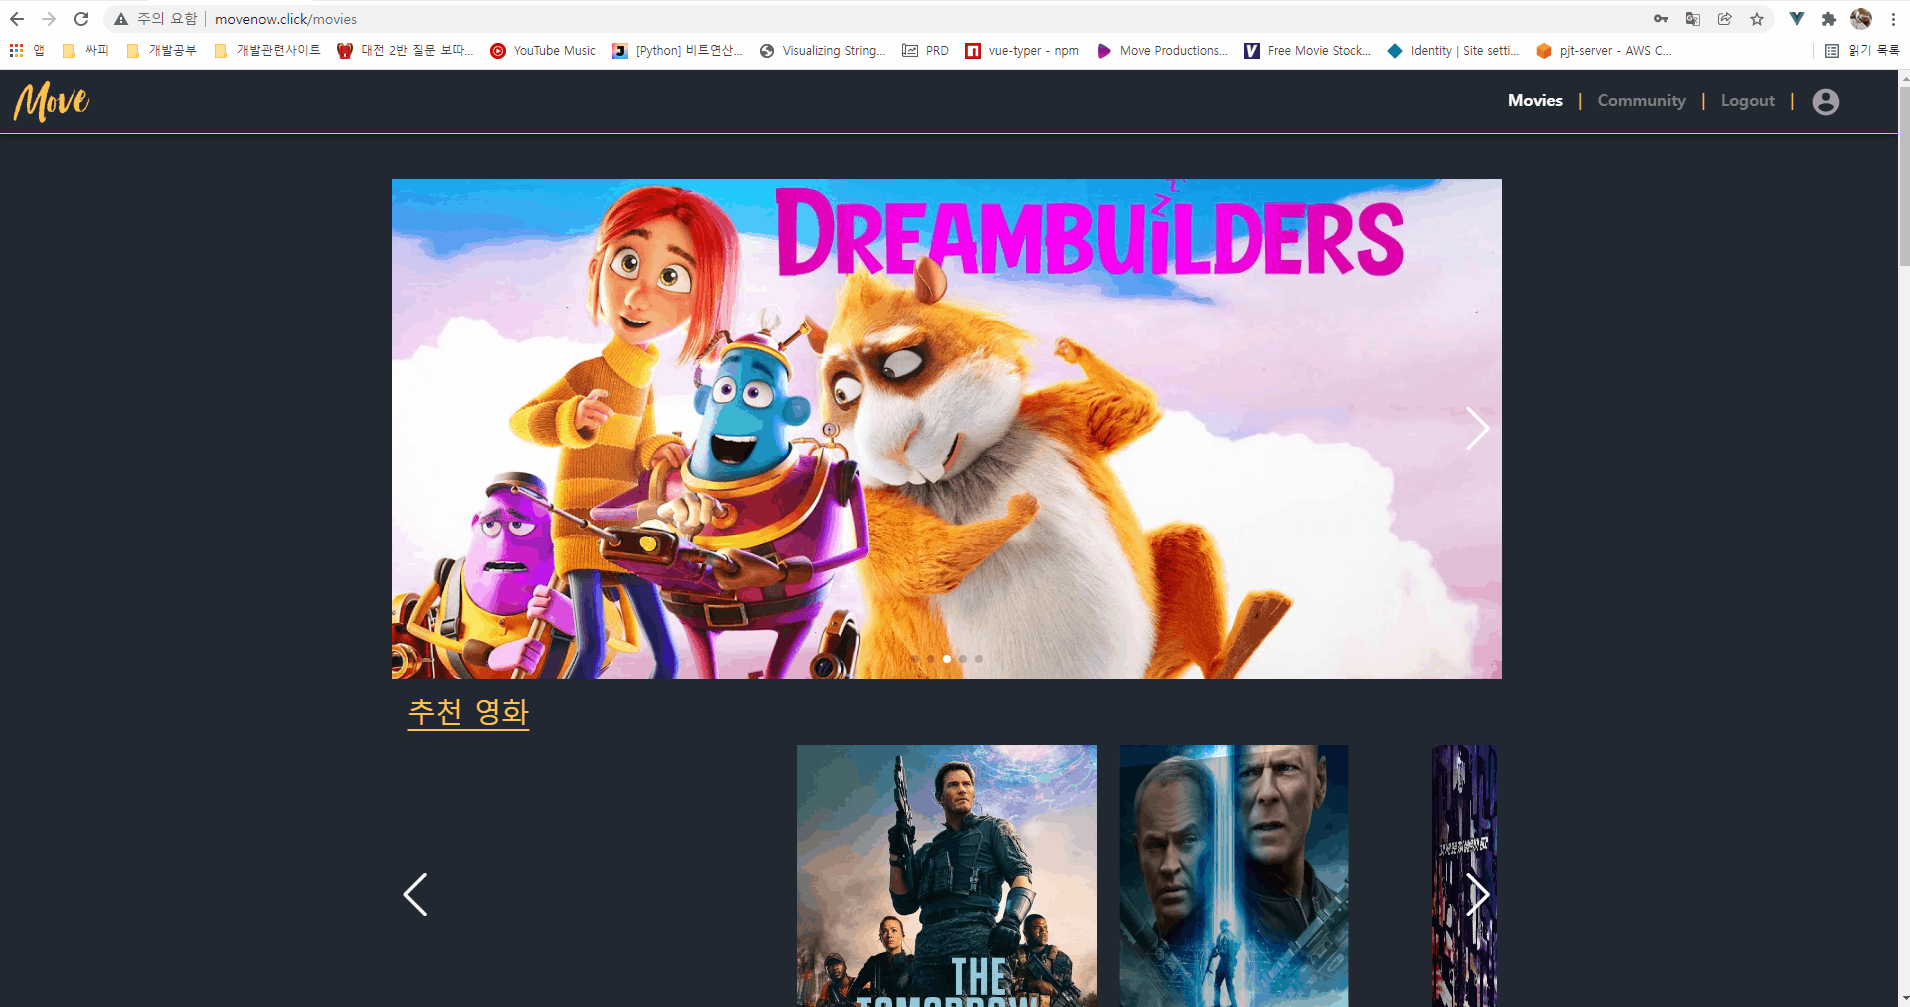 주의 요함 | movenow.click/movies
앱 싸피 개발공부 개발관련사이트 대전 2반 질문 보따... YouTube Music [Python] 비트연산... Visualizing String... PRD vue-typer - npm Move Productions... Free Movie Stock... Identity | Site setti... pjt-server - AWS C... 읽기 목록
Move Movies | Community | Logout |
DREAMBUILDERS
추천 영화
THE
TOMORROW